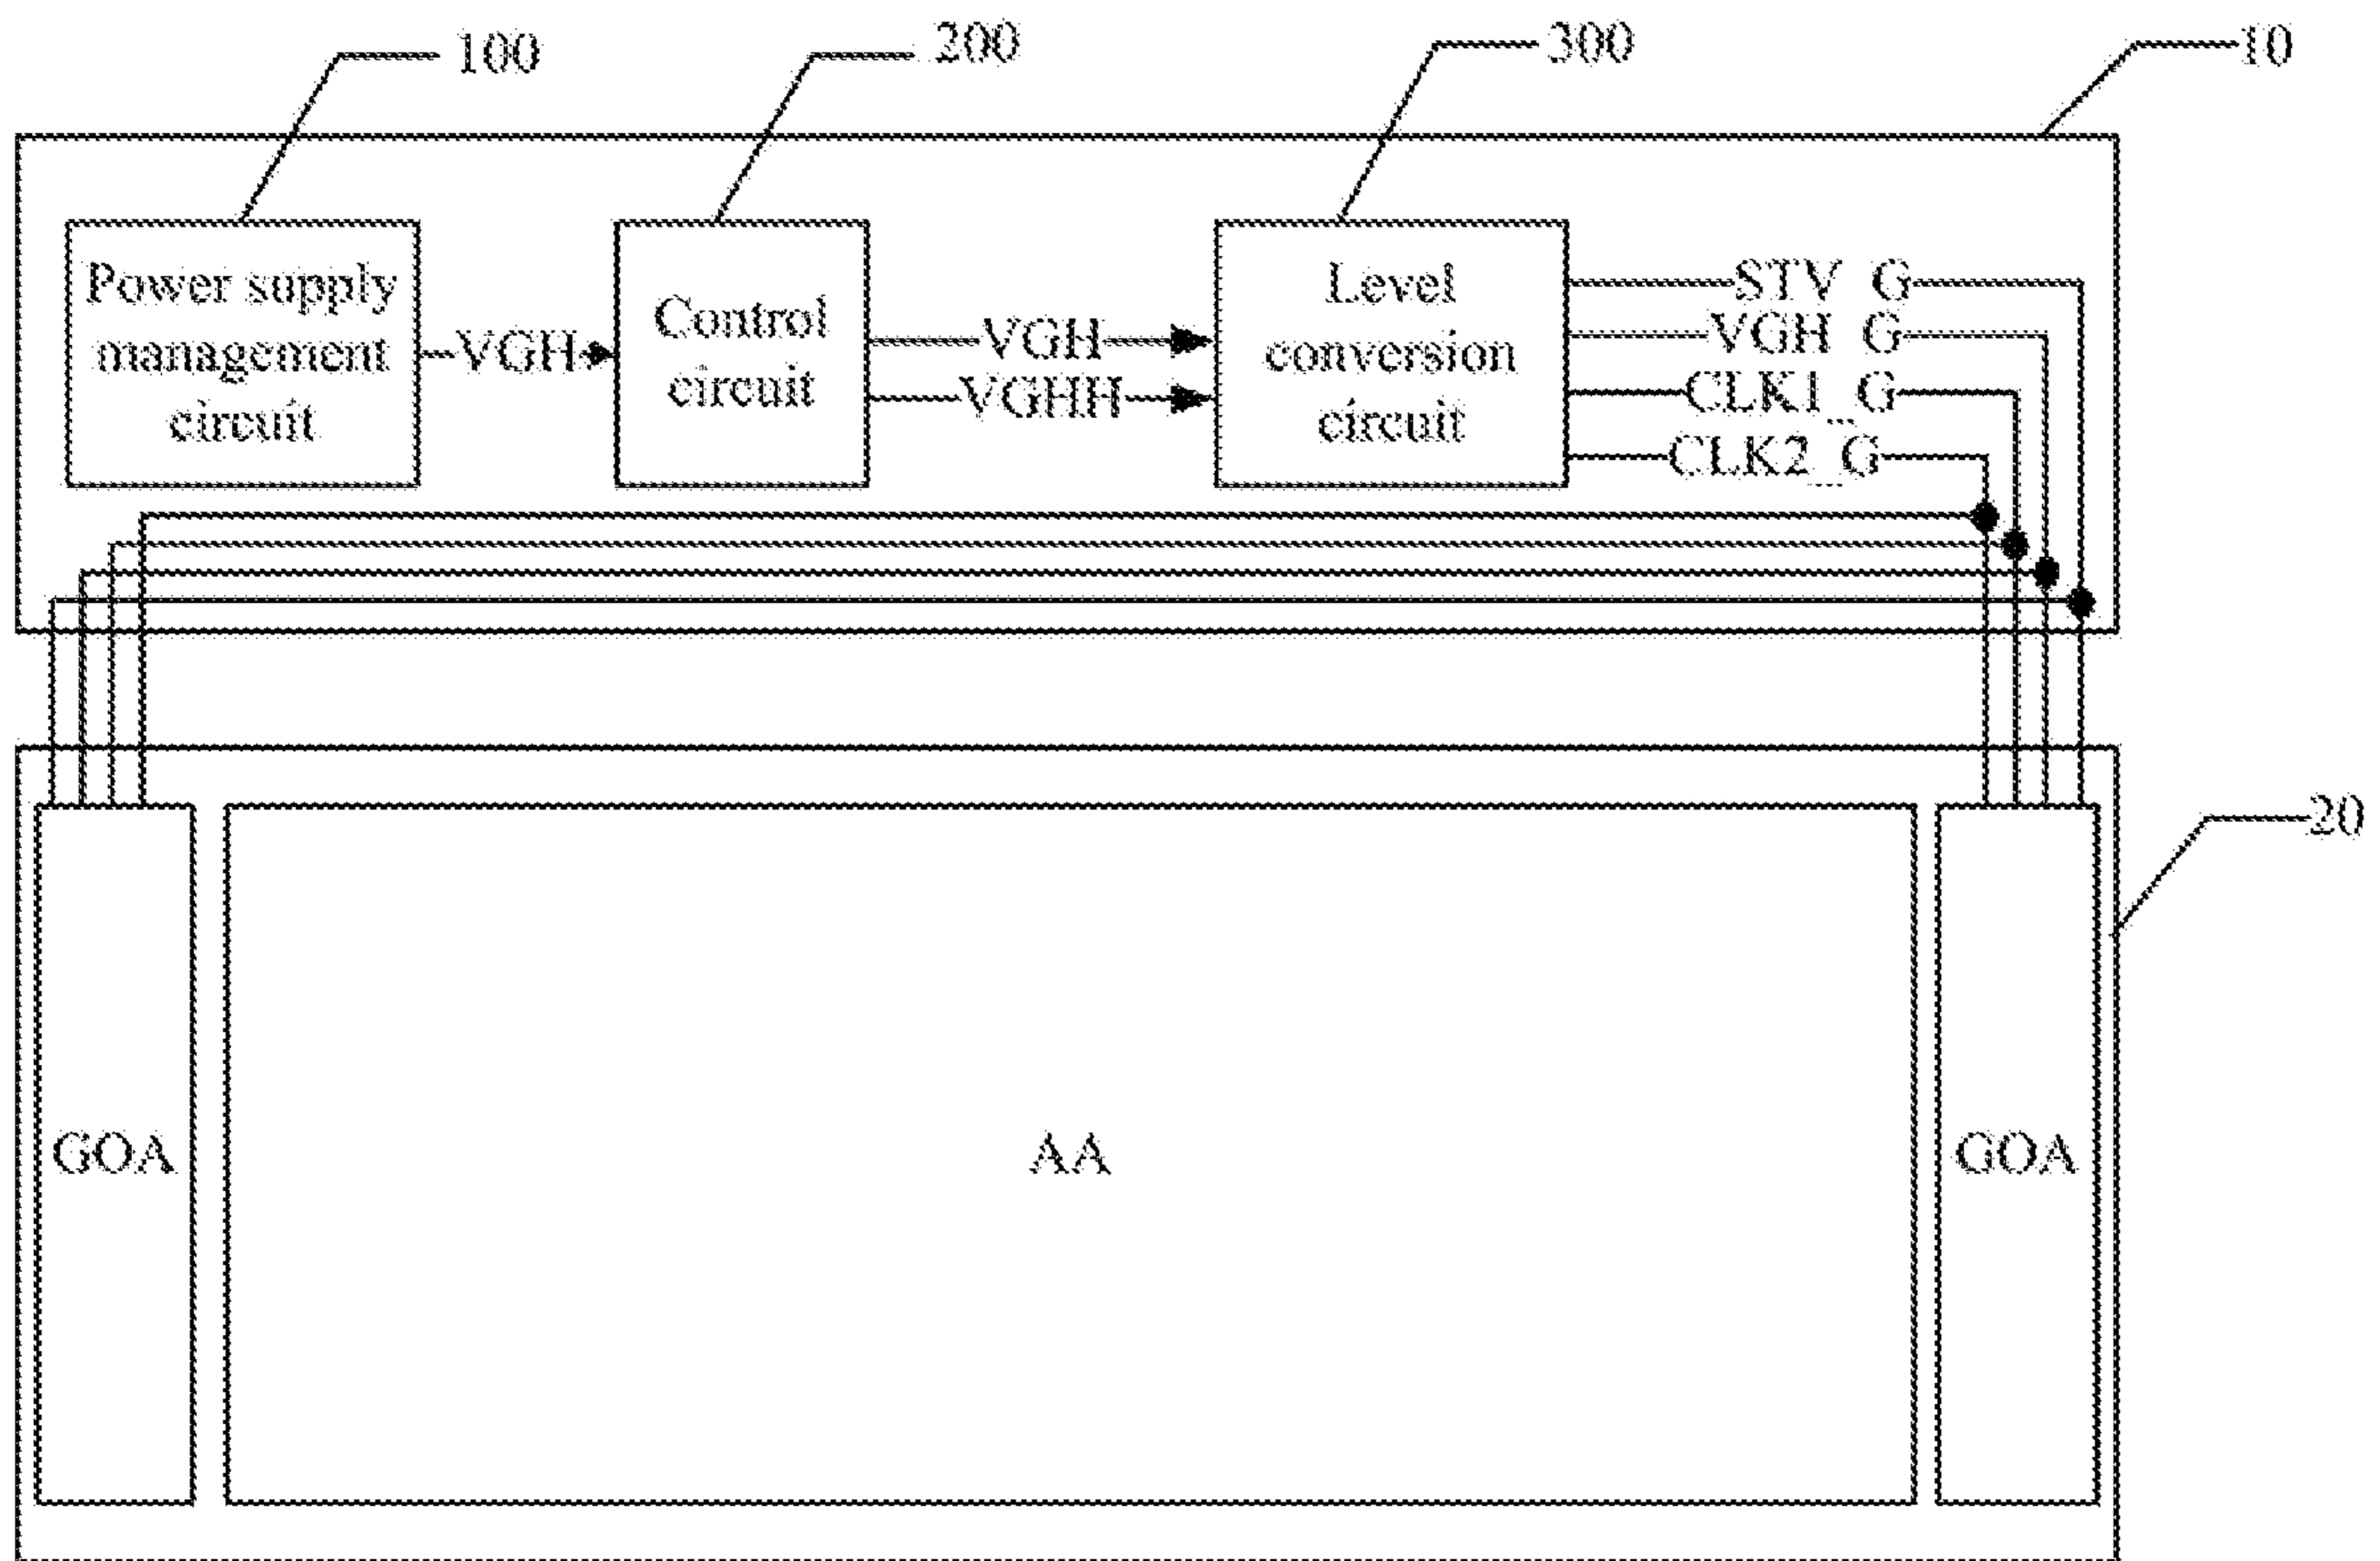 100
200
300
10
Power supply
management
circuit
VGH
Control
circuit
VGH
VGHH
Level
conversion
circuit
STV_G
VGH_G
CLK1_G
CLK2_G
20
GOA
AA
GOA